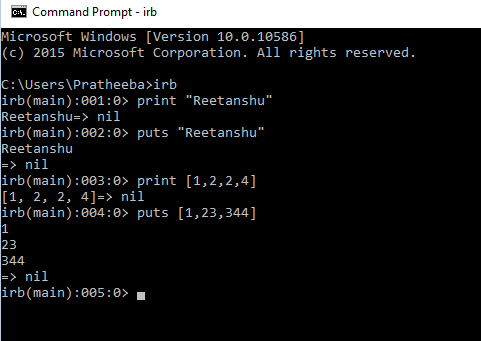 Command Prompt - irb
Microsoft Windows [Version 10.0.10586]
(c) 2015 Microsoft Corporation. All rights reserved.
C:\Users\Pratheeba>irb
irb(main):001:0> print "Reetanshu"
Reetanshu=> nil
irb(main):002:0> puts "Reetanshu"
Reetanshu
=> nil
irb(main):003:0> print [1,2,2,4]
[1, 2, 2, 4]=> nil
irb(main):004:0> puts [1,23,344]
1
23
344
=> nil
irb(main):005:0>